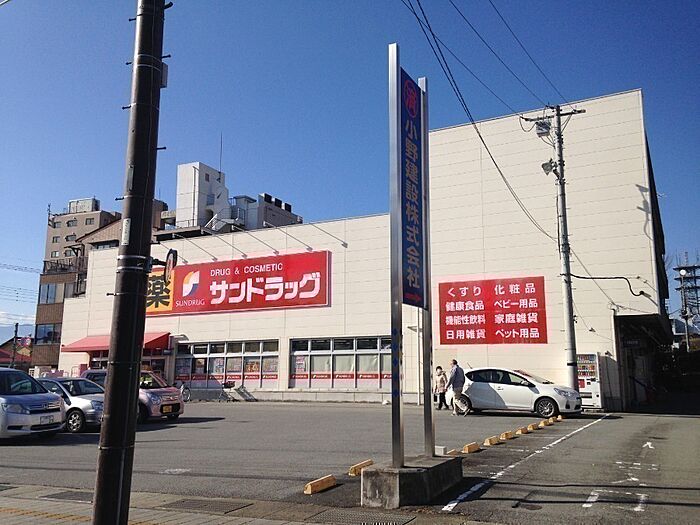 薬
SUNDRUG
DRUG & COSMETIC
サンドラッグ
小野建設株式会社
くすり 化粧品
健康食品 ベビー用品
機能性飲料 家庭雑貨
日用雑貨 ペット用品